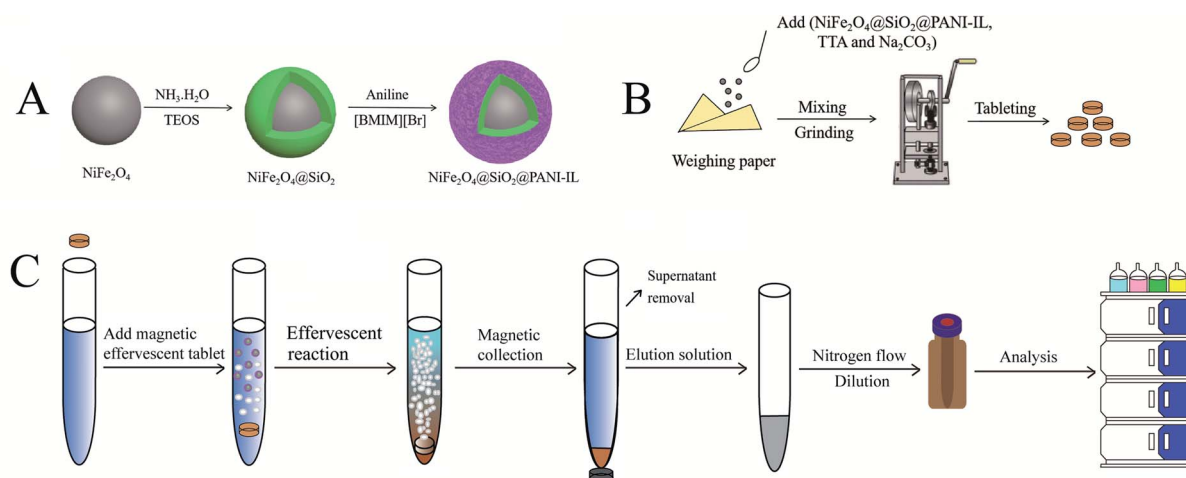 A
NH₃.H₂O
TEOS
Aniline
[BMIM][Br]
NiFe₂O₄
NiFe₂O₄@SiO₂
NiFe₂O₄@SiO₂@PANI-IL
B
Add (NiFe₂O₄@SiO₂@PANI-IL,
TTA and Na₂CO₃)
Weighing paper
Mixing
Grinding
Tableting
C
Add magnetic
effervescent tablet
Effervescent
reaction
Magnetic
collection
Supernatant
removal
Elution solution
Nitrogen flow
Dilution
Analysis